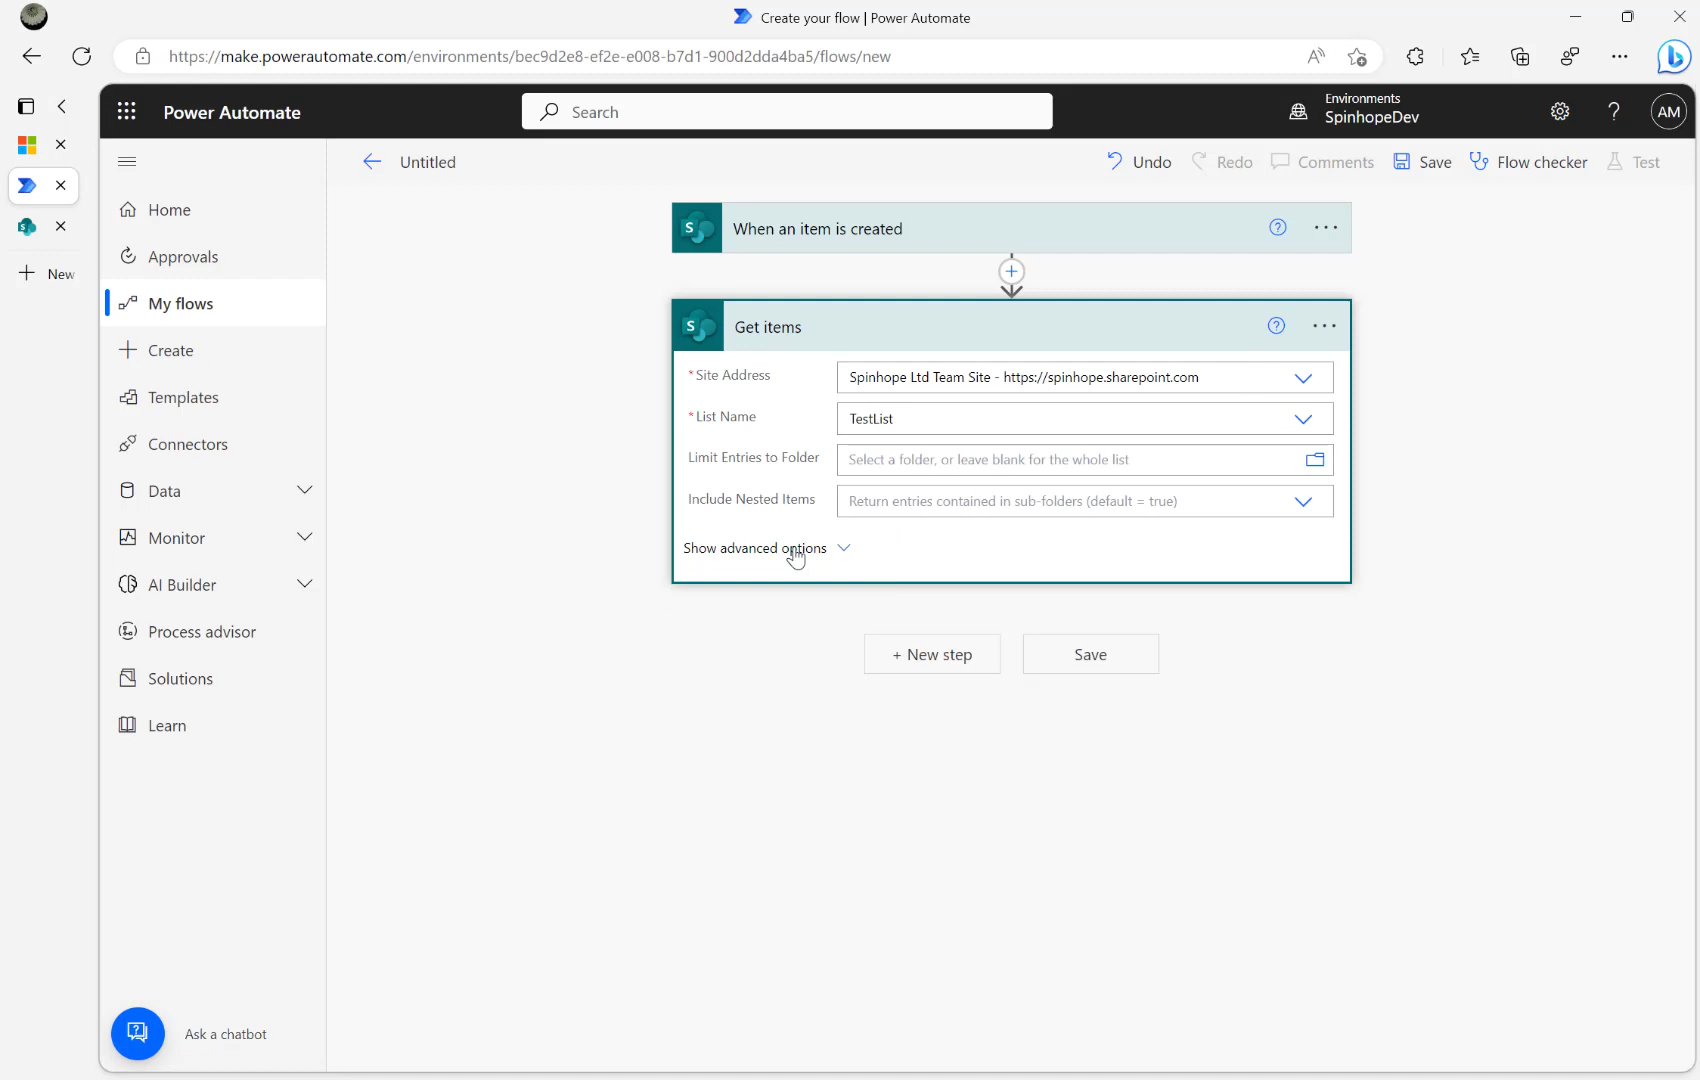 Create your flow | Power Automate
https://make.powerautomate.com/environments/bec9d2e8-ef2e-e008-b7d1-900d2dda4ba5/flows/new
Power Automate
Search
Environments
SpinhopeDev
AM
Untitled
Undo
Redo
Comments
Save
Flow checker
Test
New
Home
Approvals
My flows
Create
Templates
Connectors
Data
Monitor
AI Builder
Process advisor
Solutions
Learn
Ask a chatbot
When an item is created
Get items
* Site Address
Spinhope Ltd Team Site - https://spinhope.sharepoint.com
* List Name
TestList
Limit Entries to Folder
Select a folder, or leave blank for the whole list
Include Nested Items
Return entries contained in sub-folders (default = true)
Show advanced options
+ New step
Save